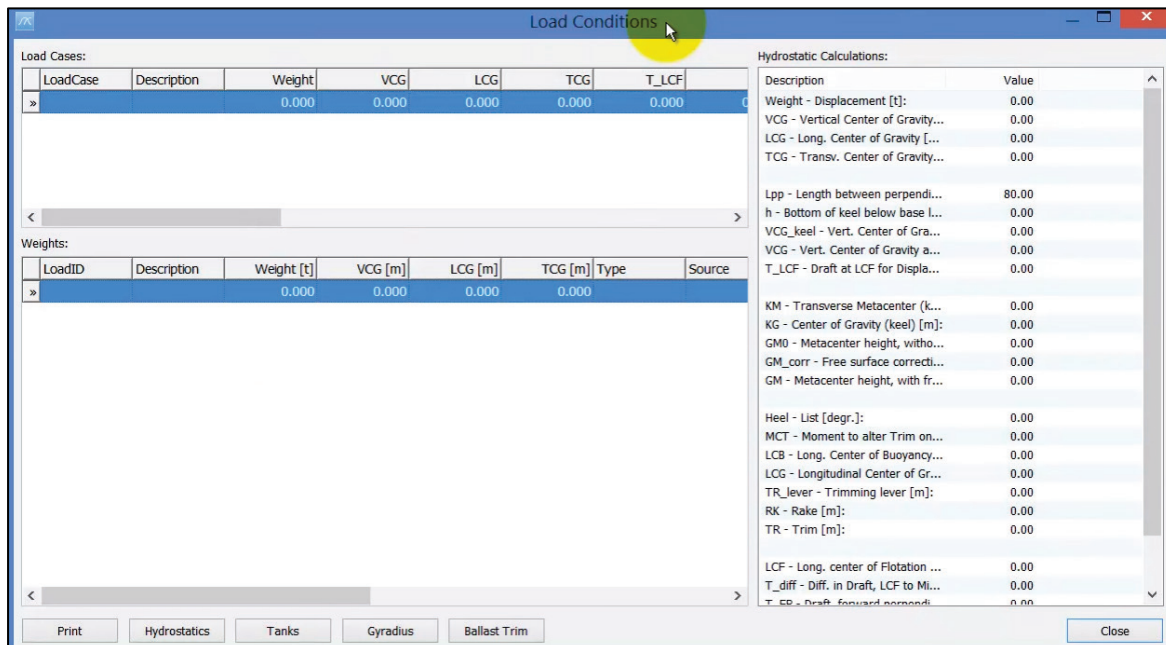 Load Conditions
Load Cases:
LoadCase Description Weight VCG LCG TCG T_LCF
» 0.000 0.000 0.000 0.000 0.000 0
Weights:
LoadID Description Weight [t] VCG [m] LCG [m] TCG [m] Type Source
» 0.000 0.000 0.000 0.000
Print Hydrostatics Tanks Gyradius Ballast Trim
Hydrostatic Calculations:
Description Value
Weight - Displacement [t]: 0.00
VCG - Vertical Center of Gravity... 0.00
LCG - Long. Center of Gravity [... 0.00
TCG - Transv. Center of Gravity... 0.00
Lpp - Length between perpendi... 80.00
h - Bottom of keel below base l... 0.00
VCG_keel - Vert. Center of Gra... 0.00
VCG - Vert. Center of Gravity a... 0.00
T_LCF - Draft at LCF for Displa... 0.00
KM - Transverse Metacenter (k... 0.00
KG - Center of Gravity (keel) [m]: 0.00
GM0 - Metacenter height, witho... 0.00
GM_corr - Free surface correcti... 0.00
GM - Metacenter height, with fr... 0.00
Heel - List [degr.]: 0.00
MCT - Moment to alter Trim on... 0.00
LCB - Long. Center of Buoyancy... 0.00
LCG - Longitudinal Center of Gr... 0.00
TR_lever - Trimming lever [m]: 0.00
RK - Rake [m]: 0.00
TR - Trim [m]: 0.00
LCF - Long. center of Flotation ... 0.00
T_diff - Diff. in Draft, LCF to Mi... 0.00
T_FP - Draft, forward perpendi... 0.00
Close